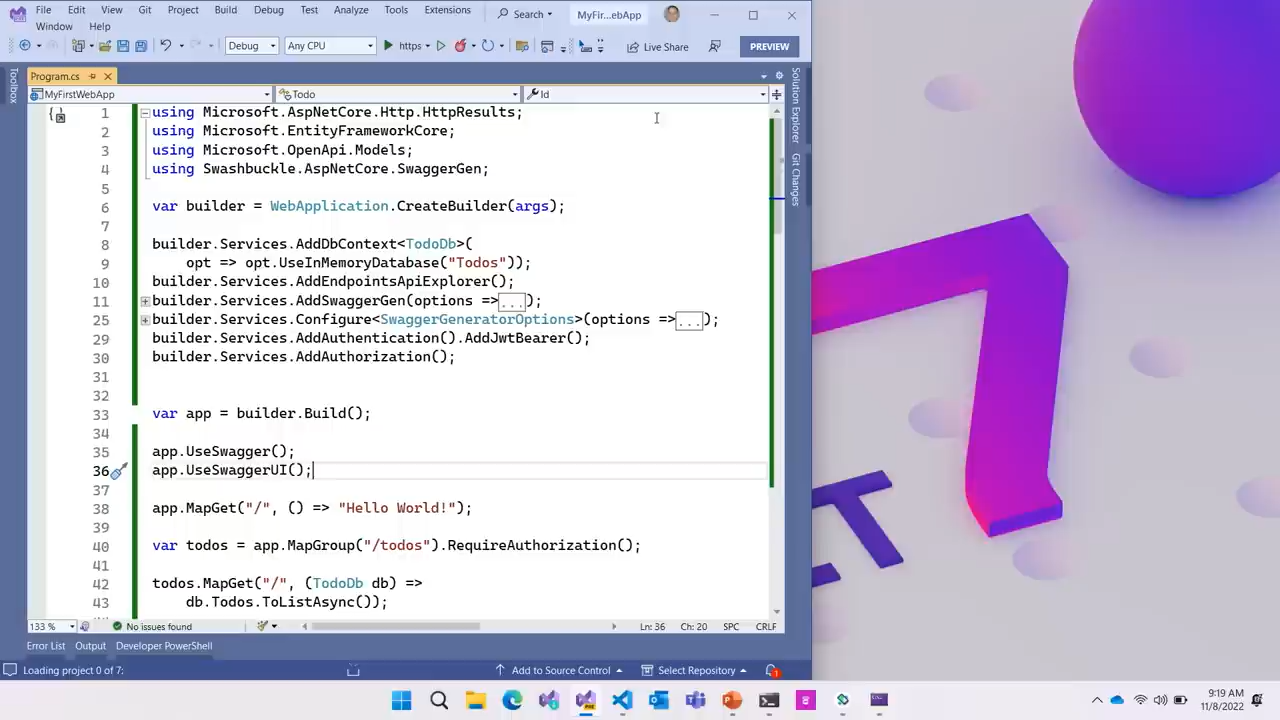 File Edit View Git Project Build Debug Test Analyze Tools Extensions Search MyFir...ebApp
Window Help
Debug Any CPU https Live Share PREVIEW
Program.cs
MyFirstWebApp Todo Id
Toolbox
Solution Explorer
Git Changes
1 using Microsoft.AspNetCore.Http.HttpResults;
2 using Microsoft.EntityFrameworkCore;
3 using Microsoft.OpenApi.Models;
4 using Swashbuckle.AspNetCore.SwaggerGen;
5
6 var builder = WebApplication.CreateBuilder(args);
7
8 builder.Services.AddDbContext<TodoDb>(
9 opt => opt.UseInMemoryDatabase("Todos"));
10 builder.Services.AddEndpointsApiExplorer();
11 builder.Services.AddSwaggerGen(options =>...);
25 builder.Services.Configure<SwaggerGeneratorOptions>(options =>...);
29 builder.Services.AddAuthentication().AddJwtBearer();
30 builder.Services.AddAuthorization();
31
32
33 var app = builder.Build();
34
35 app.UseSwagger();
36 app.UseSwaggerUI();
37
38 app.MapGet("/", () => "Hello World!");
39
40 var todos = app.MapGroup("/todos").RequireAuthorization();
41
42 todos.MapGet("/", (TodoDb db) =>
43 db.Todos.ToListAsync());
133 % No issues found Ln: 36 Ch: 20 SPC CRLF
Error List Output Developer PowerShell
Loading project 0 of 7: Add to Source Control Select Repository 1
ET
9:19 AM
11/8/2022